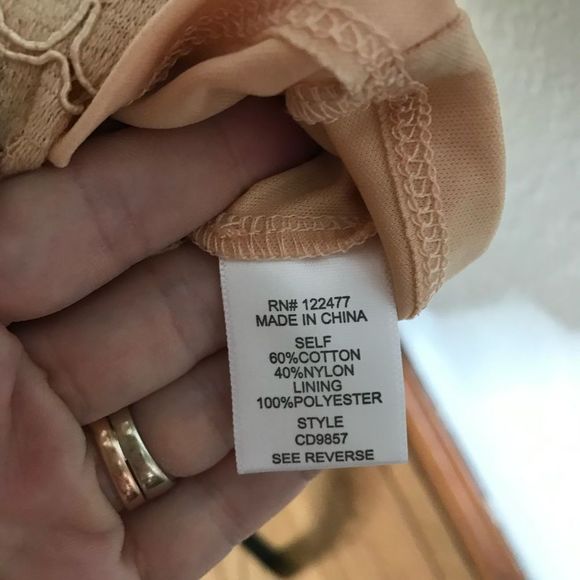 RN# 122477
MADE IN CHINA
SELF
60%COTTON
40%NYLON
LINING
100%POLYESTER
STYLE
CD9857
SEE REVERSE